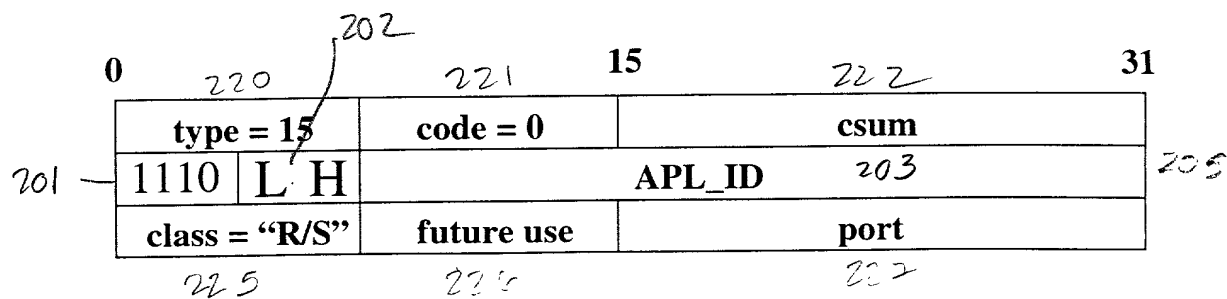 202
0 220 221 15 222 31
type = 15 code = 0 csum
201 1110 L H APL_ID 203 205
class = “R/S” future use port
225